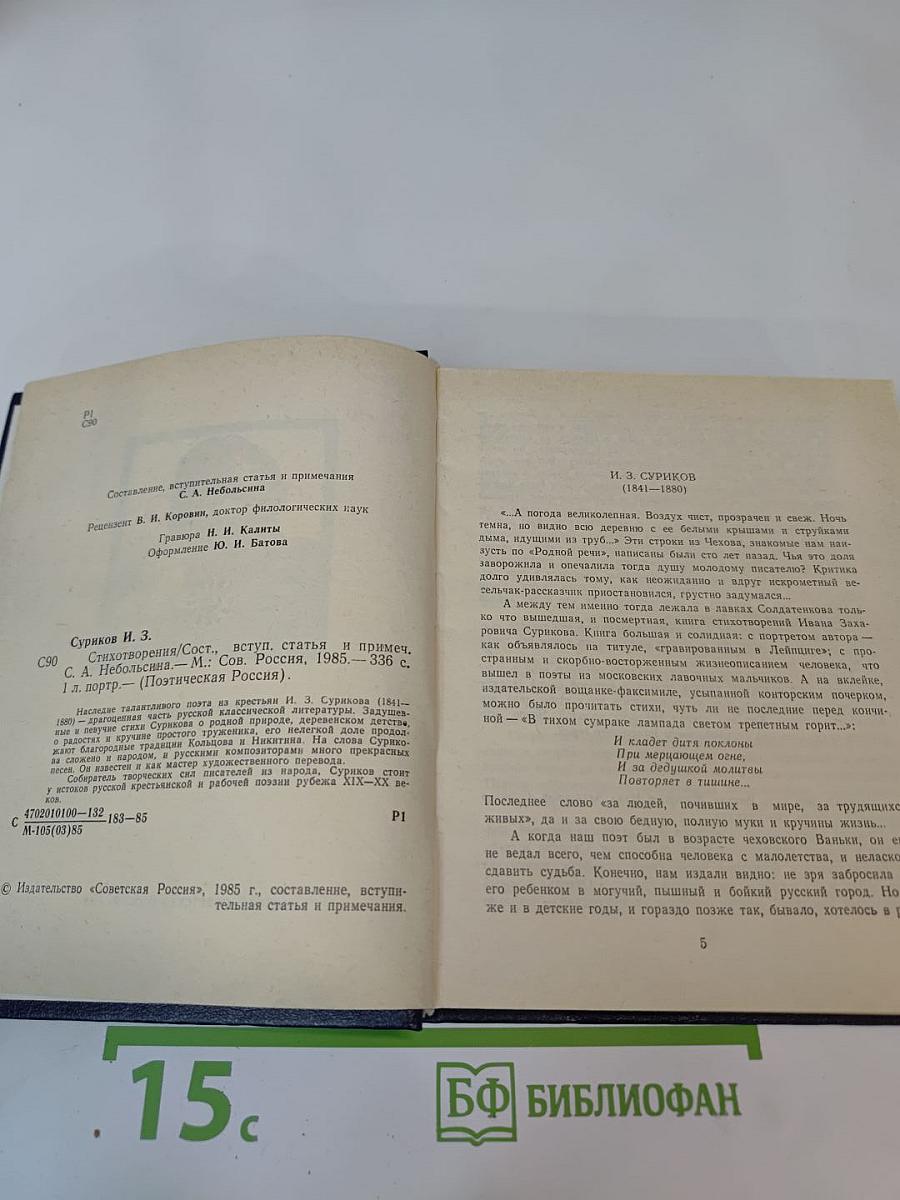 Р1
С90
Составление, вступительная статья и примечания
С. А. Небольсина
Рецензент В. И. Коровин, доктор филологических наук
Гравюра Н. И. Калиты
Оформление Ю. И. Батова
Суриков И. З.
С90 Стихотворения/Сост., вступ. статья и примеч.
С. А. Небольсина.— М.: Сов. Россия, 1985.— 336 с.
1 л. портр.— (Поэтическая Россия).
Наследие талантливого поэта из крестьян И. З. Сурикова (1841—
1880) — драгоценная часть русской классической литературы. Задушев-
ные и певучие стихи Сурикова о родной природе, деревенском детстве,
о радостях и кручине простого труженика, его нелегкой доле продол-
жают благородные традиции Кольцова и Никитина. На слова Сурико-
ва сложено и народом, и русскими композиторами много прекрасных
песен. Он известен и как мастер художественного перевода.
Собиратель творческих сил писателей из народа, Суриков стоит
у истоков русской крестьянской и рабочей поэзии рубежа XIX—XX ве-
ков.
С 4702010100—132 183—85 Р1
М-105(03)85
© Издательство «Советская Россия», 1985 г., составление, вступи-
тельная статья и примечания.
И. З. СУРИКОВ
(1841—1880)
«...А погода великолепная. Воздух чист, прозрачен и свеж. Ночь
темна, но видно всю деревню с ее белыми крышами и струйками
дыма, идущими из труб...» Эти строки из Чехова, знакомые нам наи-
зусть по «Родной речи», написаны были сто лет назад. Чья это доля
заворожила и опечалила тогда душу молодому писателю? Критика
долго удивлялась тому, как неожиданно и вдруг искрометный ве-
сельчак-рассказчик приостановился, грустно задумался...
А между тем именно тогда лежала в лавках Солдатенкова толь-
ко что вышедшая, и посмертная, книга стихотворений Ивана Заха-
ровича Сурикова. Книга большая и солидная: с портретом автора —
как объявлялось на титуле, «гравированным в Лейпциге»; с про-
странным и скорбно-восторженным жизнеописанием человека, что
вышел в поэты из московских лавочных мальчиков. А на вклейке,
издательской вощанке-факсимиле, усыпанной конторским почерком,
можно было прочитать стихи, чуть ли не последние перед кончи-
ной — «В тихом сумраке лампада светом трепетным горит...»:
И кладет дитя поклоны
При мерцающем огне,
И за дедушкой молитвы
Повторяет в тишине...
Последнее слово «за людей, почивших в мире, за трудящихс
живых», да и за свою бедную, полную муки и кручины жизнь...
А когда наш поэт был в возрасте чеховского Ваньки, он е
не ведал всего, чем способна человека с малолетства, и неласко
сдавить судьба. Конечно, нам издали видно: не зря забросила
его ребенком в могучий, пышный и бойкий русский город. Но
же и в детские годы, и гораздо позже так, бывало, хотелось в р
5
15 с
БФ БИБЛИОФАН